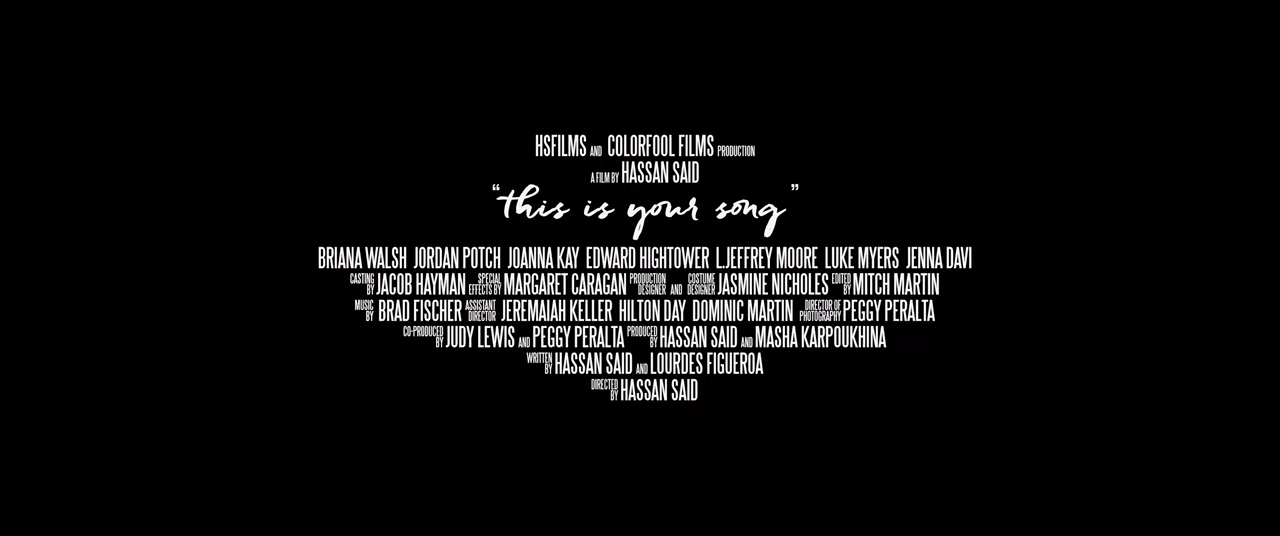 HSFILMS AND COLORFOOL FILMS PRODUCTION
A FILM BY HASSAN SAID
“this is your song”
BRIANA WALSH JORDAN POTCH JOANNA KAY EDWARD HIGHTOWER L.JEFFREY MOORE LUKE MYERS JENNA DAVI
CASTING BY JACOB HAYMAN SPECIAL EFFECTS BY MARGARET CARAGAN PRODUCTION DESIGNER AND COSTUME DESIGNER JASMINE NICHOLES EDITED BY MITCH MARTIN
MUSIC BY BRAD FISCHER ASSISTANT DIRECTOR JEREMAIAH KELLER HILTON DAY DOMINIC MARTIN DIRECTOR OF PHOTOGRAPHY PEGGY PERALTA
CO-PRODUCED BY JUDY LEWIS AND PEGGY PERALTA PRODUCED BY HASSAN SAID AND MASHA KARPOUKHINA
WRITTEN BY HASSAN SAID AND LOURDES FIGUEROA
DIRECTED BY HASSAN SAID